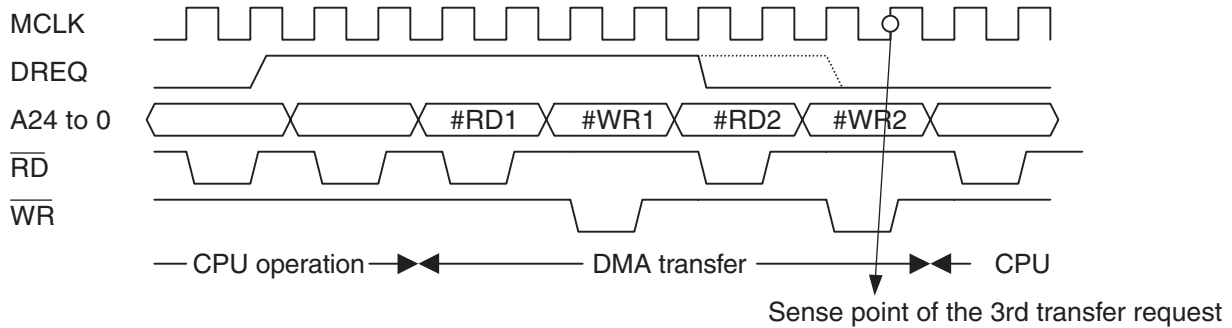 MCLK
DREQ
A24 to 0 #RD1 #WR1 #RD2 #WR2
RD
WR
CPU operation DMA transfer CPU
Sense point of the 3rd transfer request